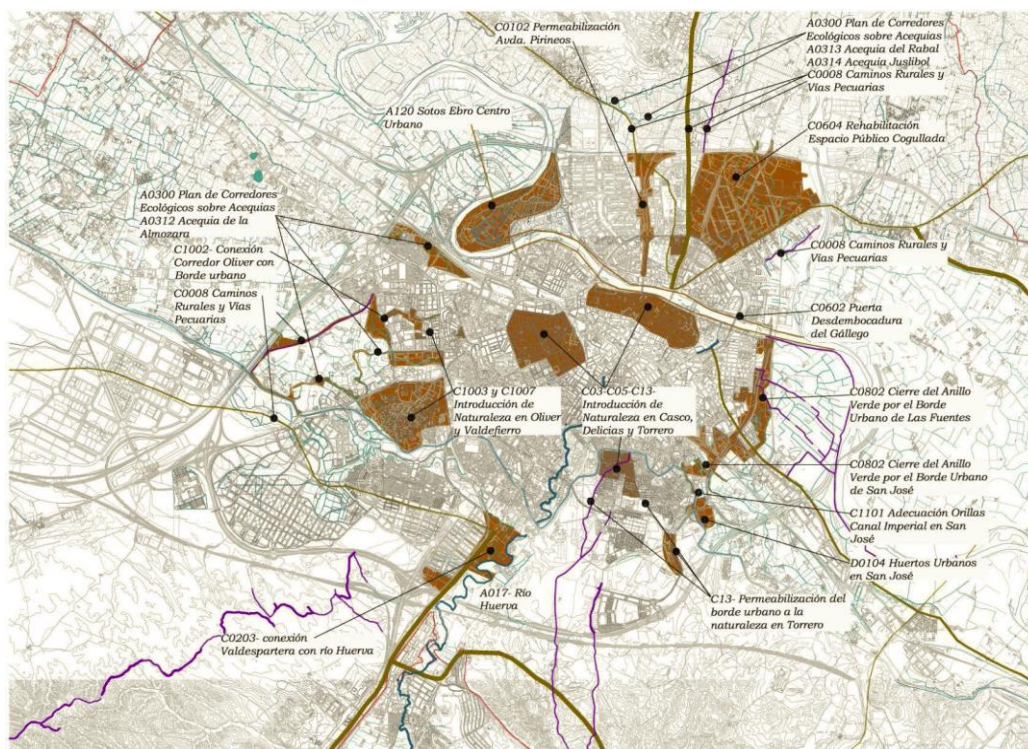 C0102 Permeabilización
Avda. Pirineos
A0300 Plan de Corredores
Ecológicos sobre Acequias
A0313 Acequia del Rabal
A0314 Acequia Juslibol
C0008 Caminos Rurales y
Vías Pecuarias
A120 Sotos Ebro Centro
Urbano
C0604 Rehabilitación
Espacio Público Cogullada
A0300 Plan de Corredores
Ecológicos sobre Acequias
A0312 Acequia de la
Almozara
C1002- Conexión
Corredor Oliver con
Borde urbano
C0008 Caminos
Rurales y Vías
Pecuarias
C0008 Caminos Rurales y
Vías Pecuarias
C0602 Puerta
Desdembocadura
del Gállego
C1003 y C1007
Introducción de
Naturaleza en Oliver
y Valdefierro
C03-C05-C13-
Introducción de
Naturaleza en Casco,
Delicias y Torrero
C0802 Cierre del Anillo
Verde por el Borde
Urbano de Las Fuentes
C0802 Cierre del Anillo
Verde por el Borde Urbano
de San José
C1101 Adecuación Orillas
Canal Imperial en San
José
D0104 Huertos Urbanos
en San José
A017- Río
Huerva
C13- Permeabilización del
borde urbano a la
naturaleza en Torrero
C0203- conexión
Valdespartera con río Huerva